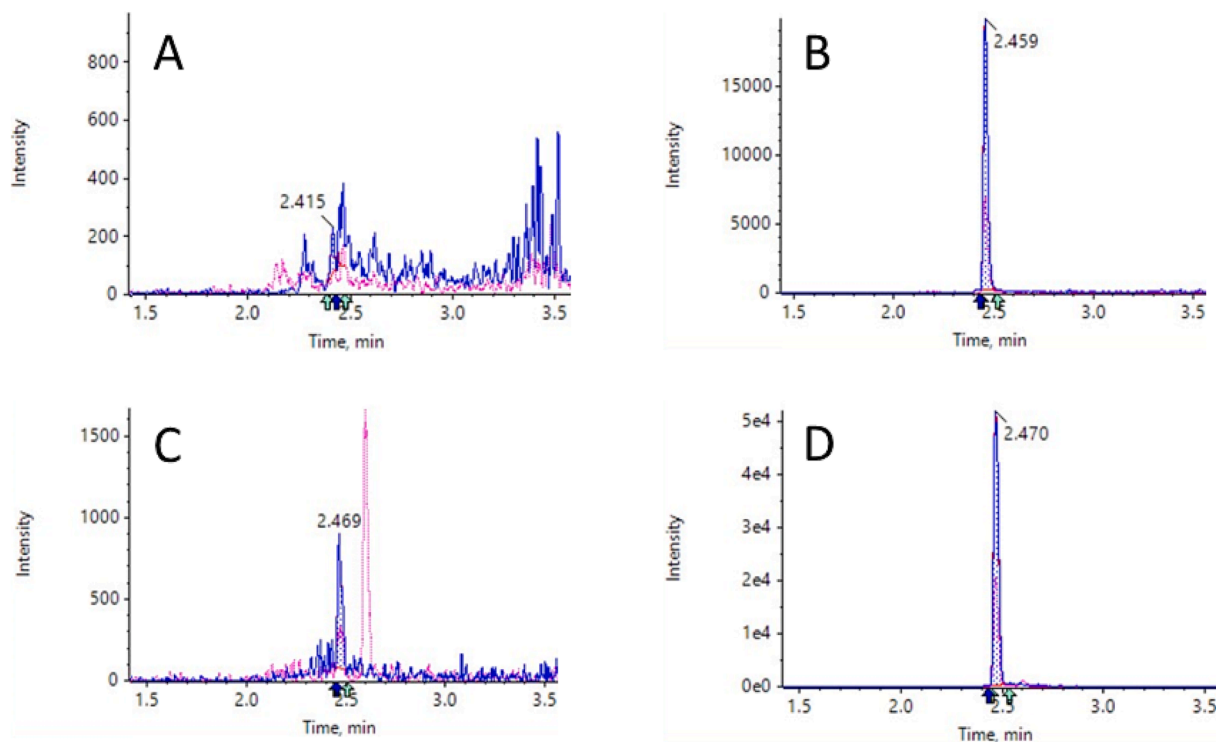 A
Intensity
800
600
400
200
0
2.415
1.5 2.0 2.5 3.0 3.5
Time, min
B
Intensity
15000
10000
5000
0
2.459
1.5 2.0 2.5 3.0 3.5
Time, min
C
Intensity
1500
1000
500
0
2.469
1.5 2.0 2.5 3.0 3.5
Time, min
D
Intensity
5e4
4e4
3e4
2e4
1e4
0e0
2.470
1.5 2.0 2.5 3.0 3.5
Time, min